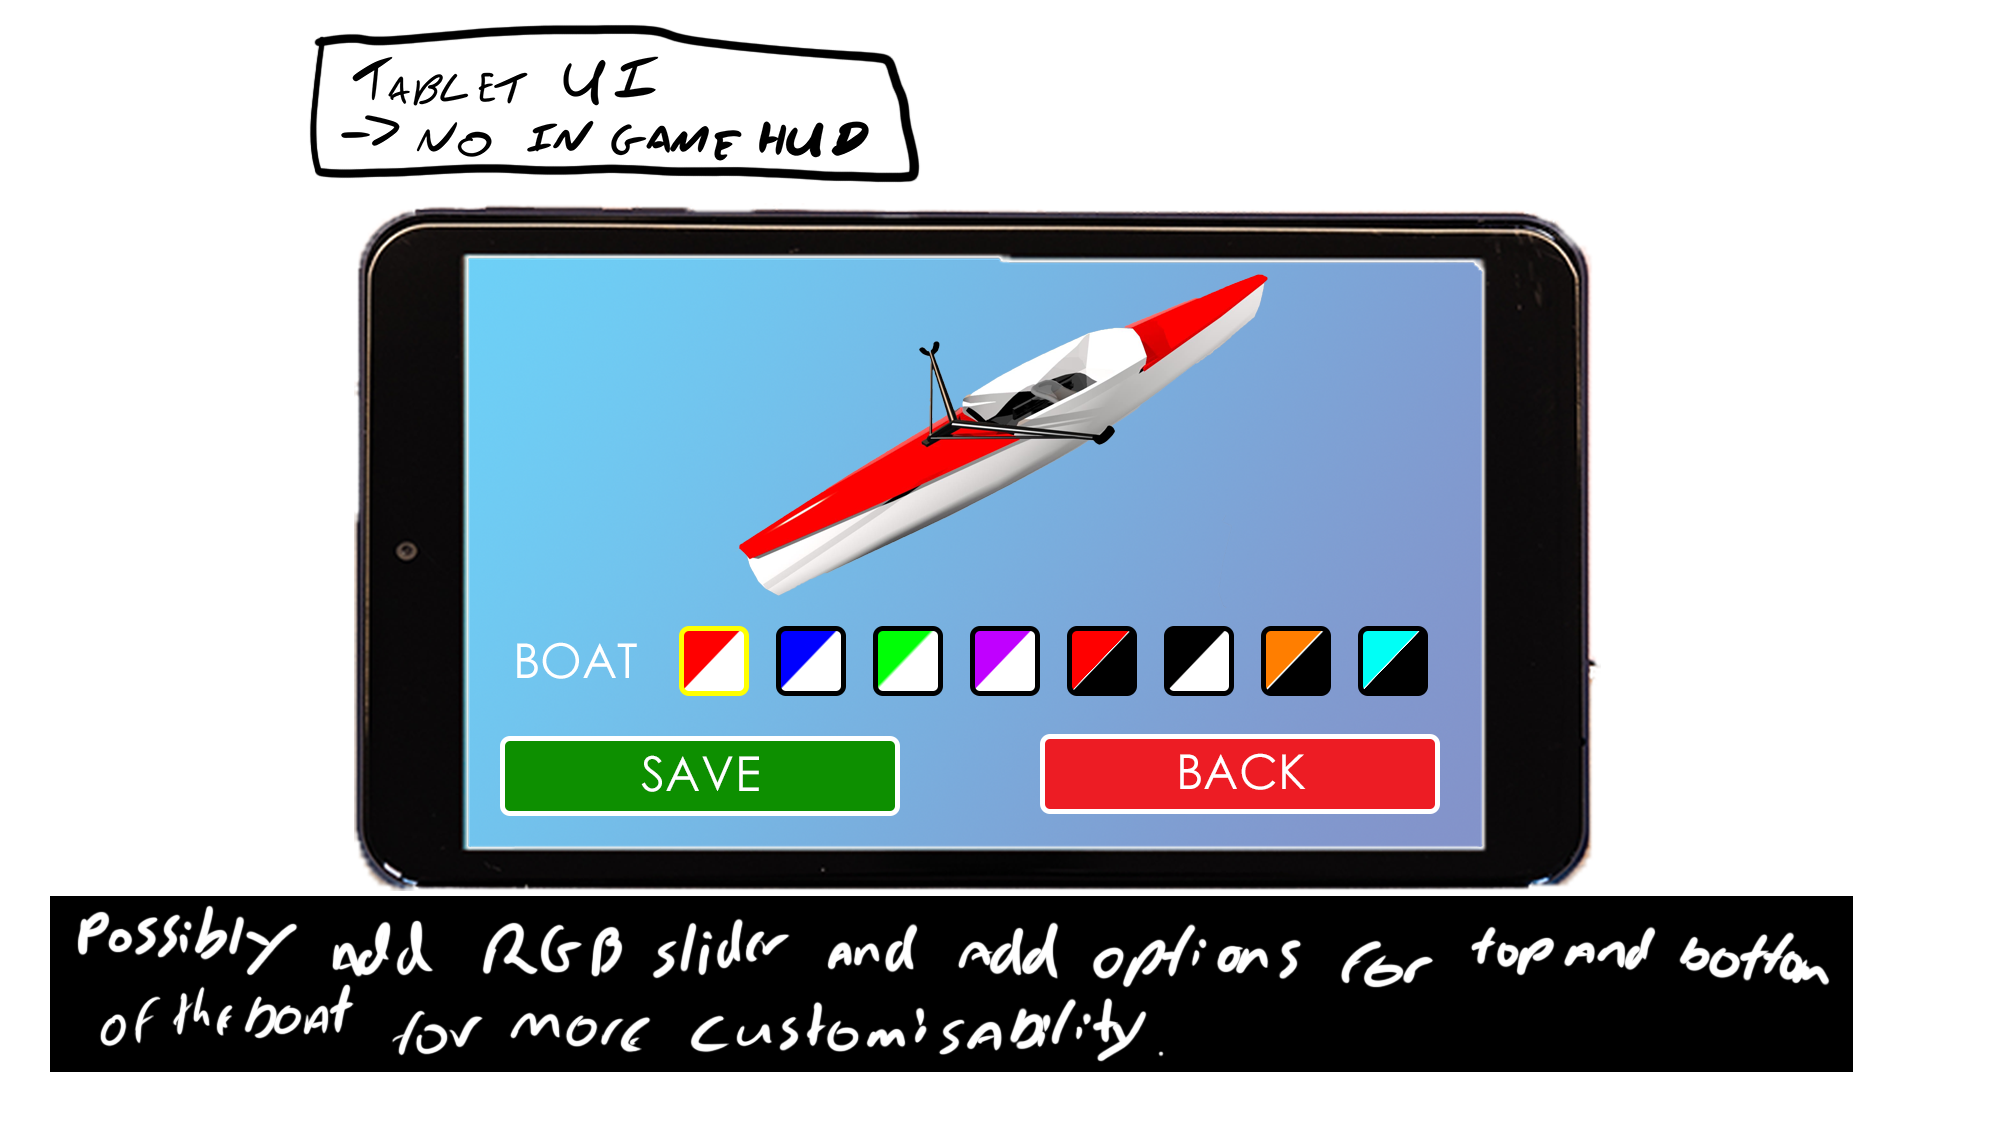 TABLET UI
-> NO IN GAME HUD
BOAT
SAVE
BACK
Possibly add RGB slider and add options for top and bottom
of the boat for more customisability.